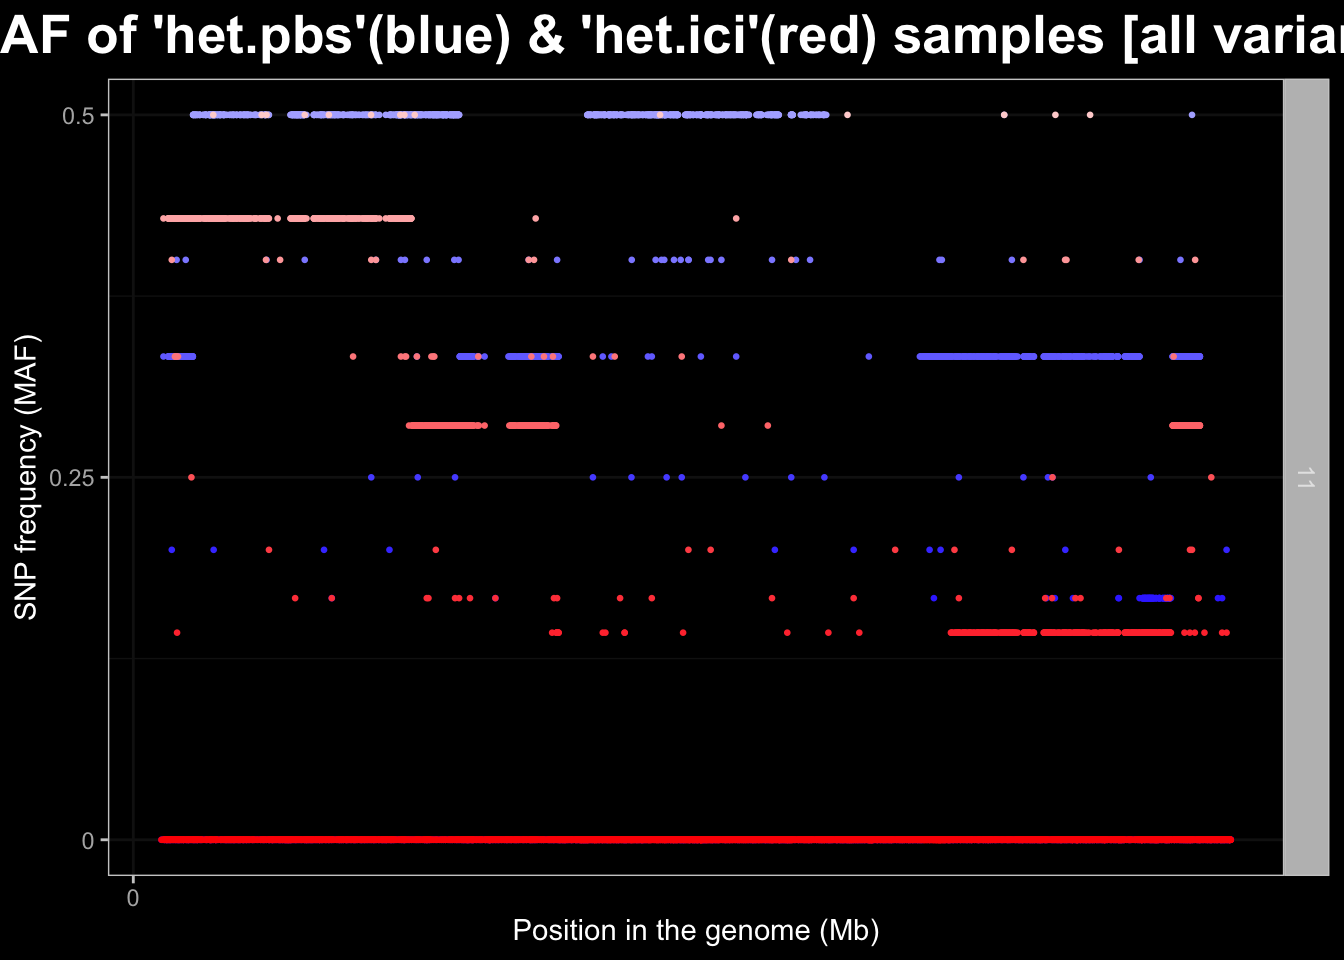 AF of 'het.pbs'(blue) & 'het.ici'(red) samples [all varia
0.5
0.25
0
SNP frequency (MAF)
11
0
Position in the genome (Mb)